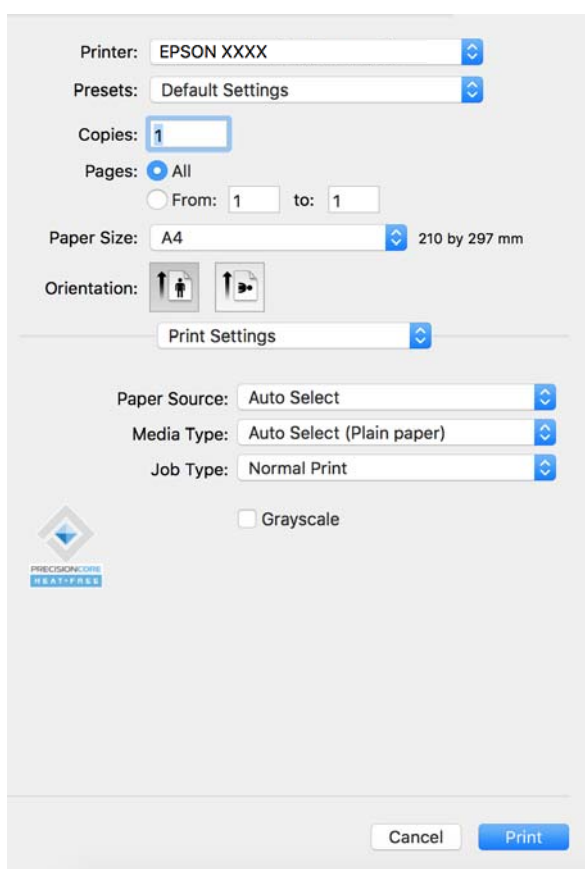 Printer: EPSON XXXX
Presets: Default Settings
Copies: 1
Pages: All
From: 1 to: 1
Paper Size: A4 210 by 297 mm
Orientation:
Print Settings
Paper Source: Auto Select
Media Type: Auto Select (Plain paper)
Job Type: Normal Print
Grayscale
PRECISIONCORE
HEAT-FREE
Cancel Print